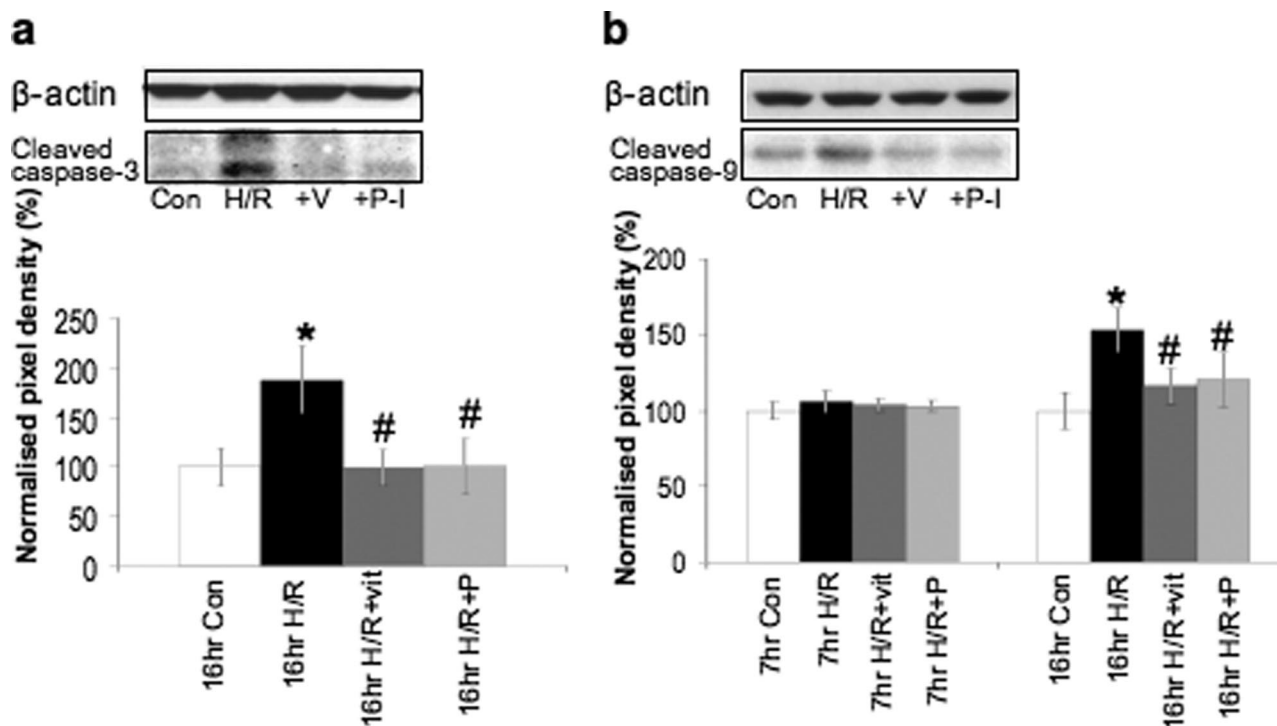 a
β-actin
Cleaved
caspase-3
Con H/R +V +P-I
Normalised pixel density (%)
250
200
150
100
50
0
*
#
#
16hr Con
16hr H/R
16hr H/R+vit
16hr H/R+P
b
β-actin
Cleaved
caspase-9
Con H/R +V +P-I
Normalised pixel density (%)
200
150
100
50
0
*
#
#
7hr Con
7hr H/R
7hr H/R+vit
7hr H/R+P
16hr Con
16hr H/R
16hr H/R+vit
16hr H/R+P